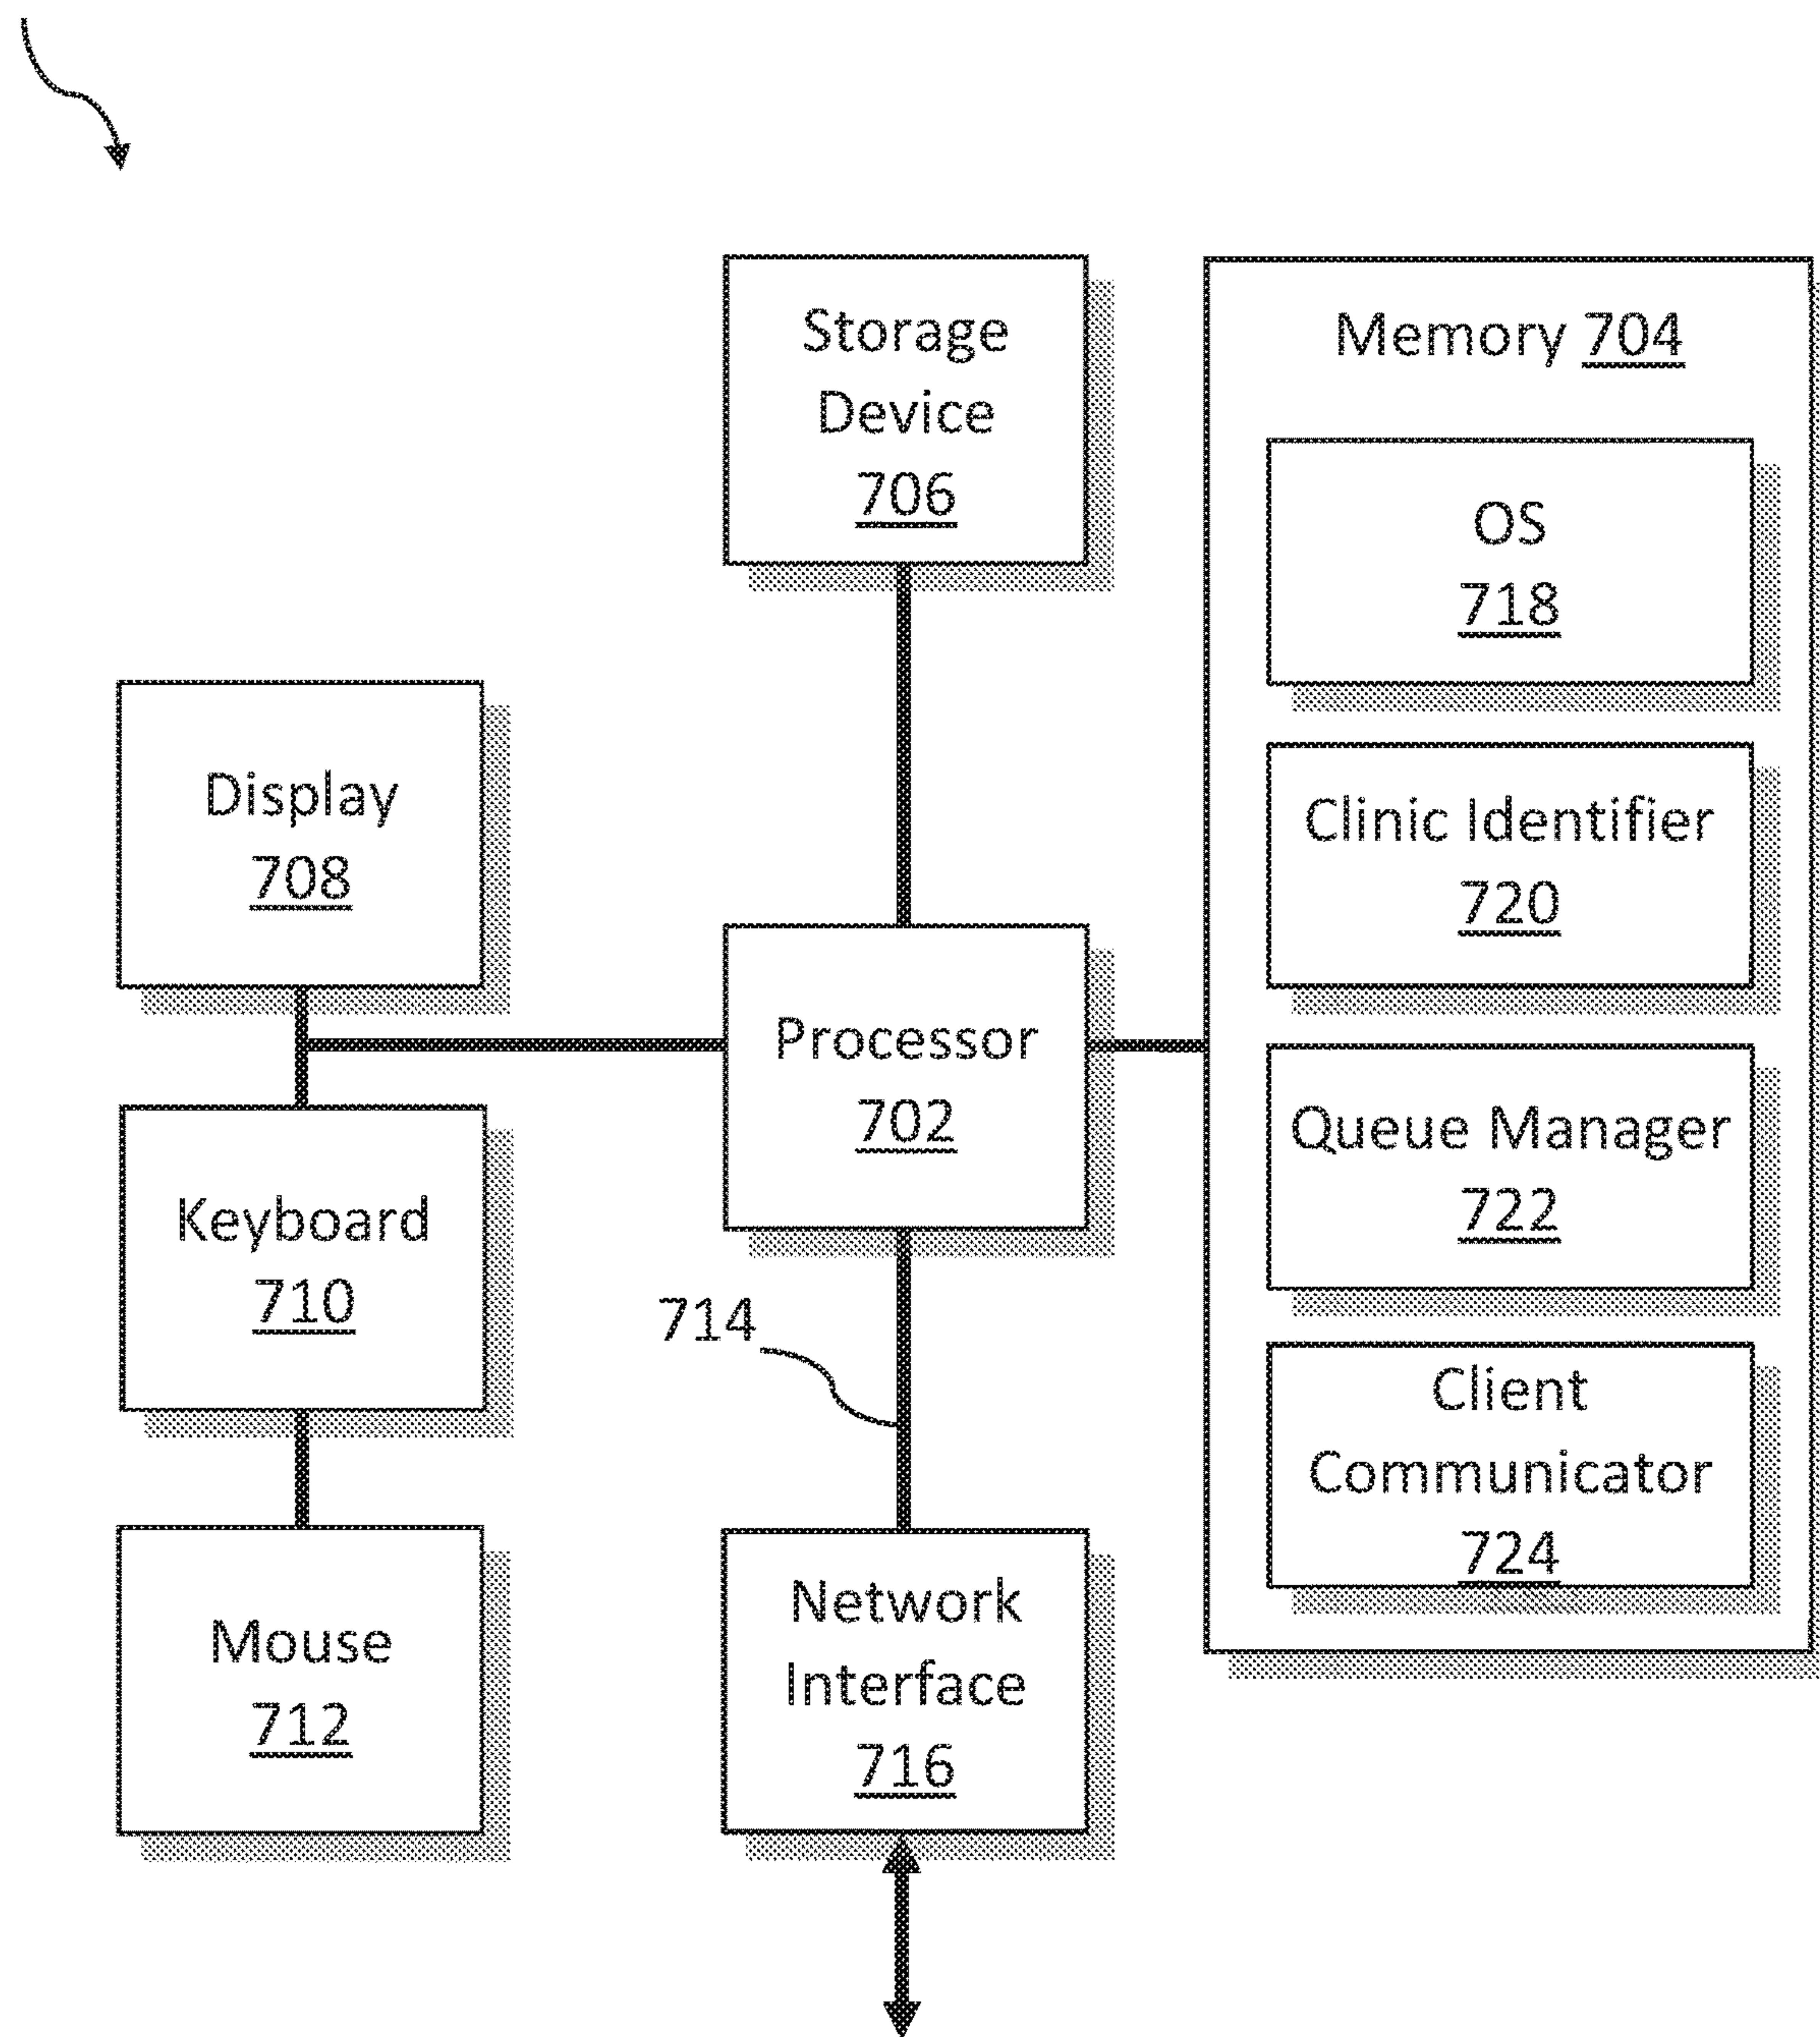 Storage
Device
706
Memory 704
OS
718
Display
708
Clinic Identifier
720
Processor
702
Queue Manager
722
Keyboard
710
714
Client
Communicator
724
Network
Interface
716
Mouse
712